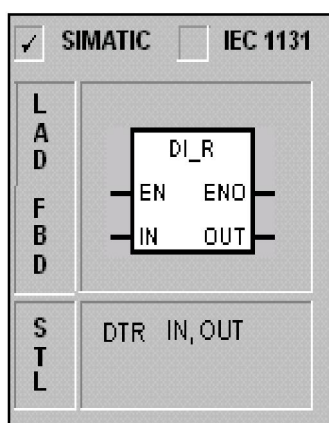 ✓ SIMATIC IEC 1131
LAD
FBD
DI_R
EN ENO
IN OUT
STL
DTR IN, OUT